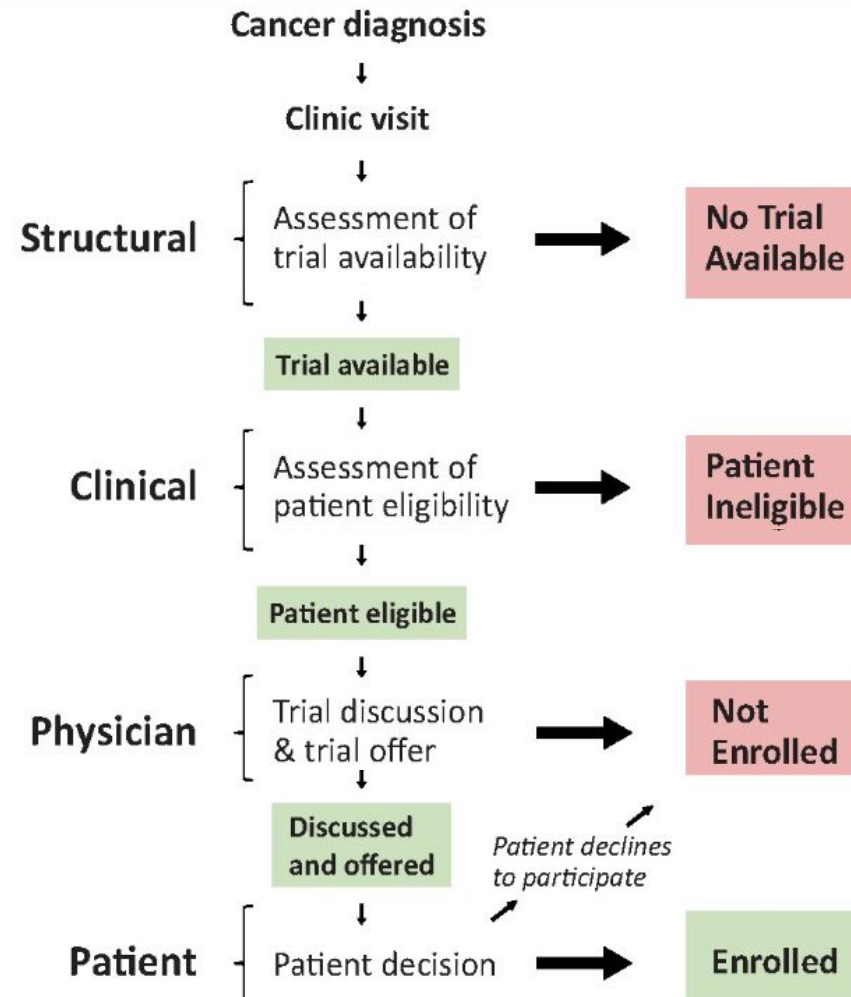 Cancer diagnosis
Clinic visit
Structural
Assessment of
trial availability
No Trial
Available
Trial available
Clinical
Assessment of
patient eligibility
Patient
Ineligible
Patient eligible
Physician
Trial discussion
& trial offer
Not
Enrolled
Discussed
and offered
Patient declines
to participate
Patient
Patient decision
Enrolled